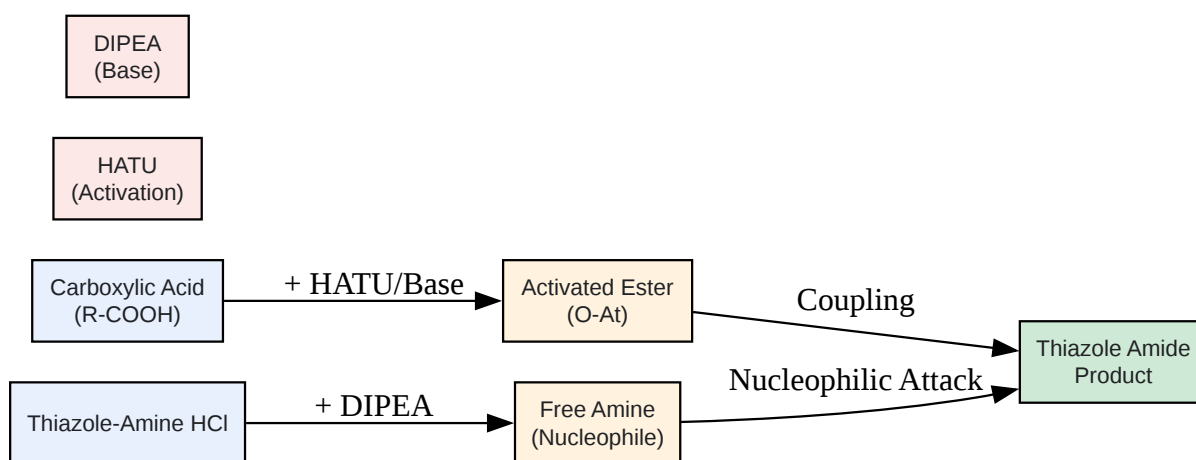 DIPEA
(Base)
HATU
(Activation)
Carboxylic Acid
(R-COOH)
+ HATU/Base
Activated Ester
(O-At)
Coupling
Thiazole Amide
Product
Thiazole-Amine HCl
+ DIPEA
Free Amine
(Nucleophile)
Nucleophilic Attack